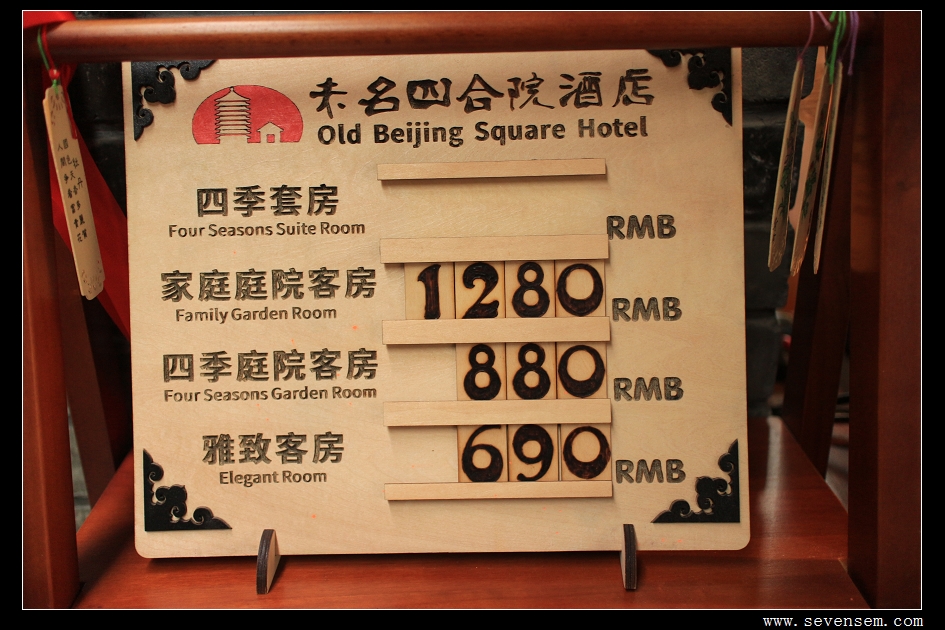 未名四合院酒店
Old Beijing Square Hotel
四季套房
Four Seasons Suite Room
RMB
家庭庭院客房
Family Garden Room
1280 RMB
四季庭院客房
Four Seasons Garden Room
880 RMB
雅致客房
Elegant Room
690 RMB
www.sevensem.com